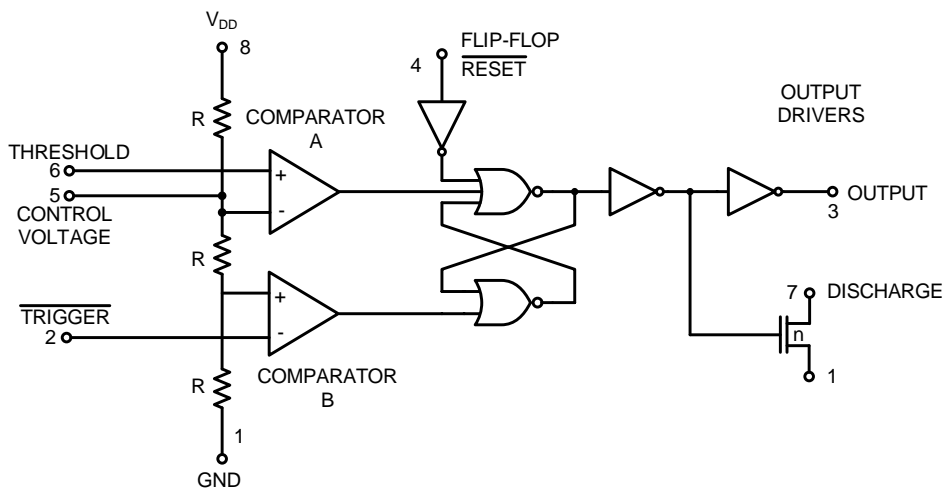 VDD
8
R
COMPARATOR
A
THRESHOLD
6
5
CONTROL
VOLTAGE
+
-
R
TRIGGER
2
+
-
R
COMPARATOR
B
1
GND
4
FLIP-FLOP
RESET
OUTPUT
DRIVERS
OUTPUT
3
7
DISCHARGE
n
1